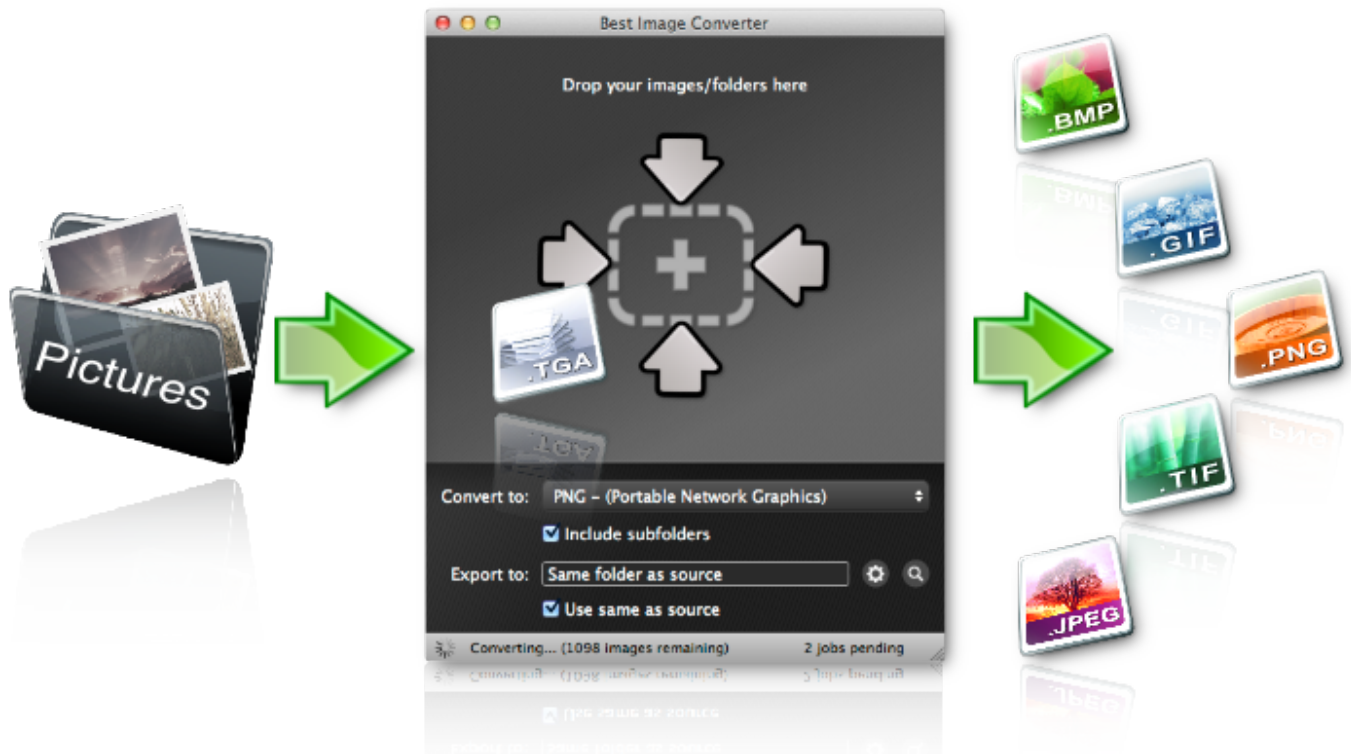 Best Image Converter
Drop your images/folders here
Pictures
.TGA
.BMP
.GIF
.PNG
.TIF
.JPEG
Convert to: PNG – (Portable Network Graphics)
Include subfolders
Export to: Same folder as source
Use same as source
Converting... (1098 images remaining) 2 jobs pending